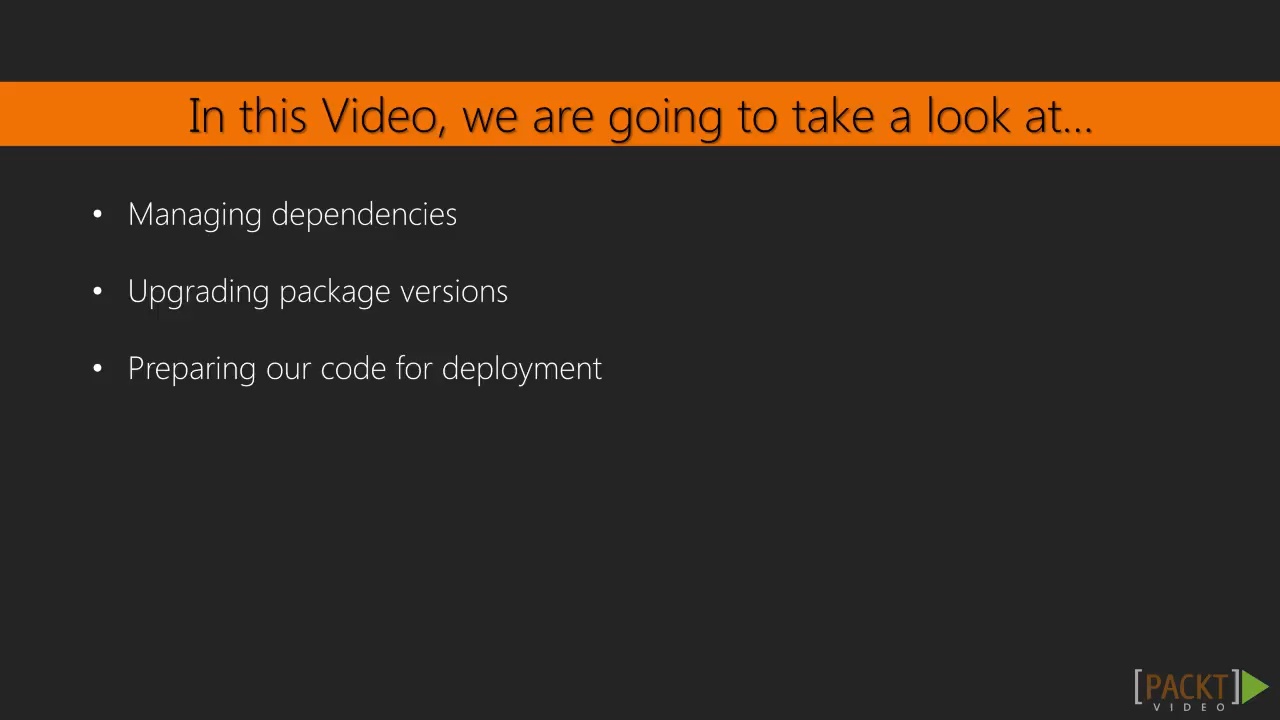 In this Video, we are going to take a look at...
• Managing dependencies
• Upgrading package versions
• Preparing our code for deployment
[PACKT]
VIDEO